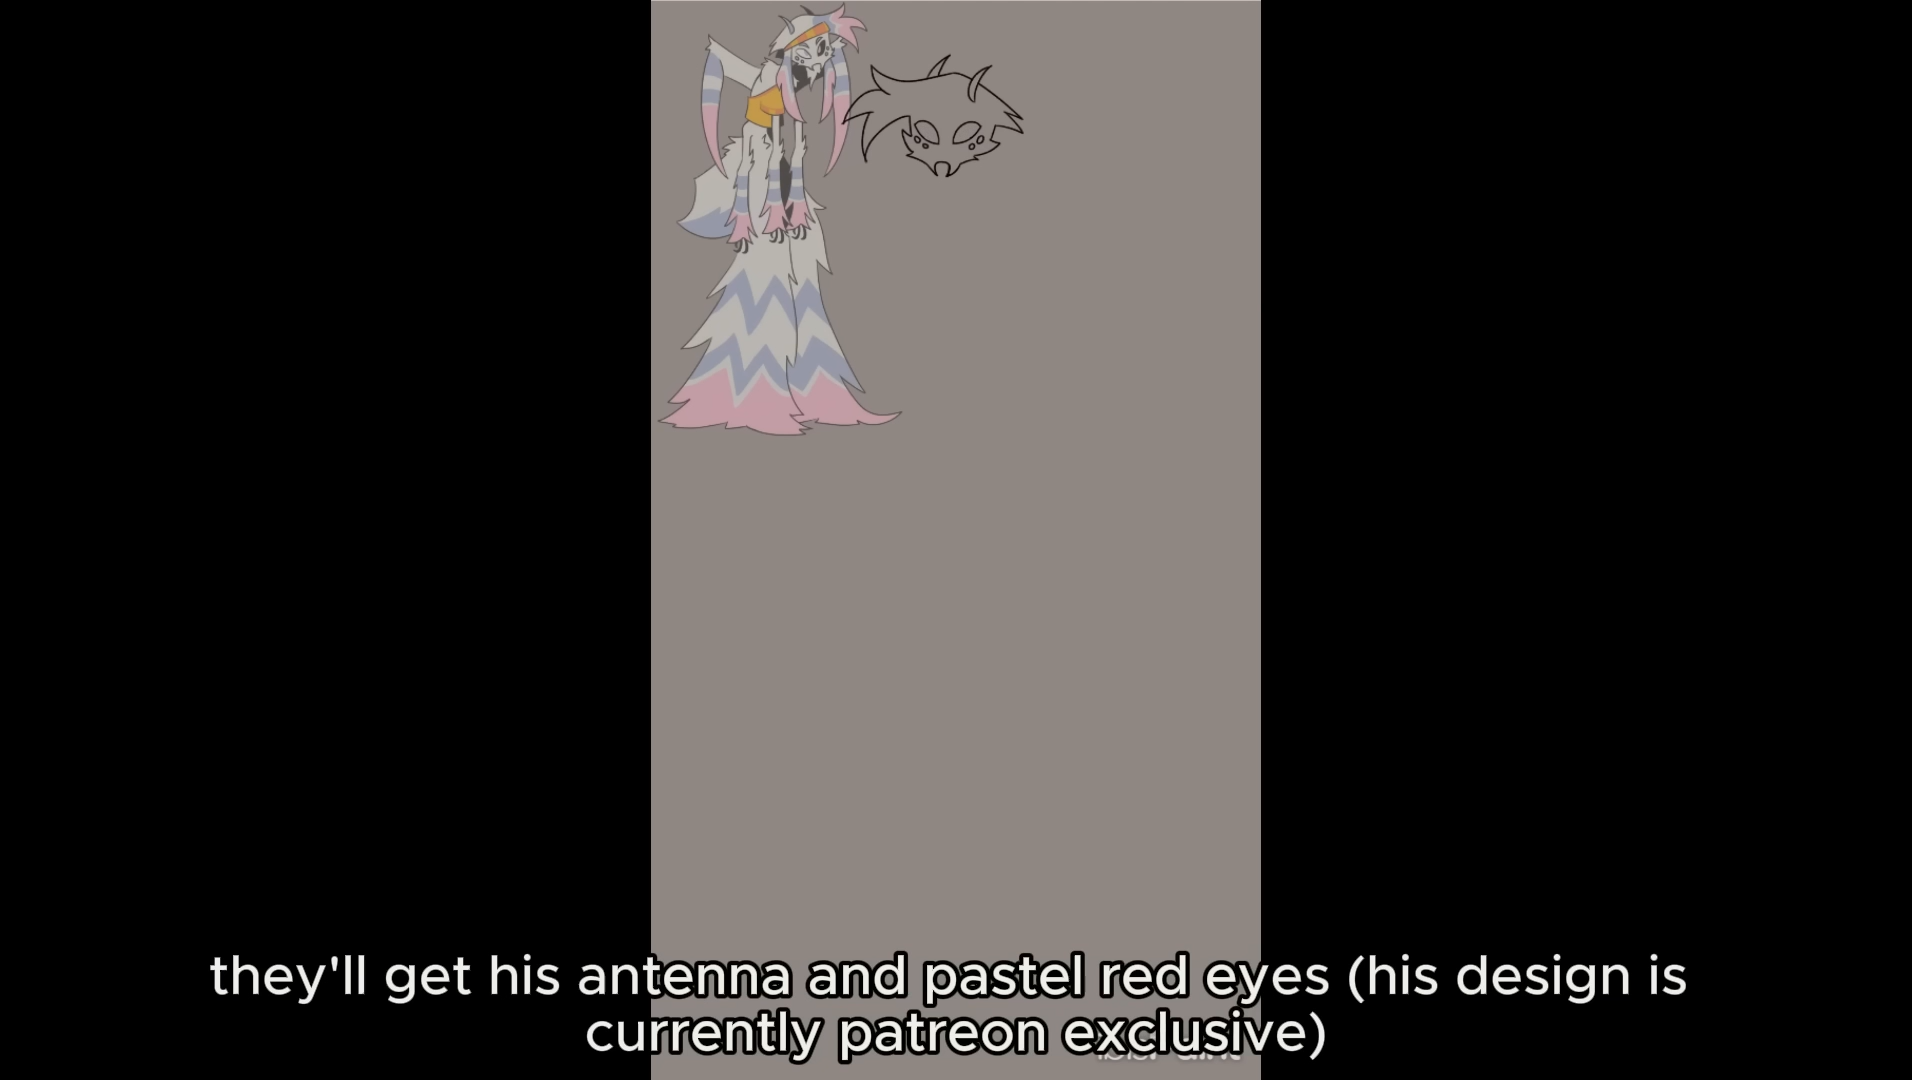 they'll get his antenna and pastel red eyes (his design is
currently patreon exclusive)